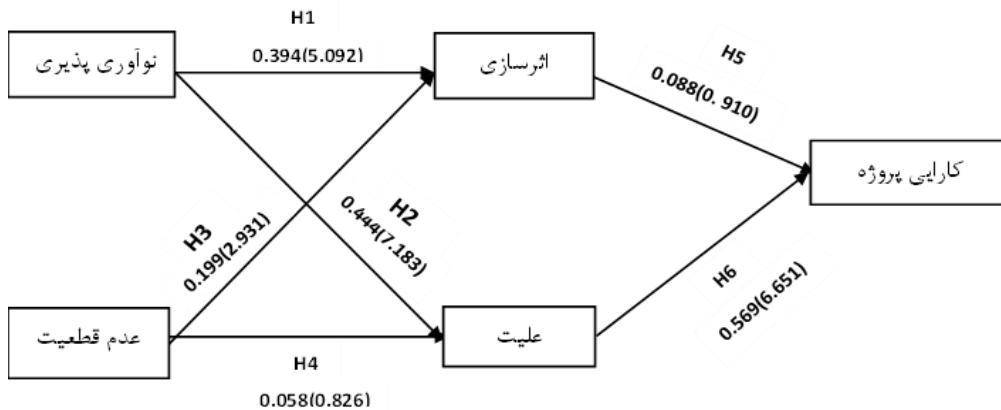 H1
0.394(5.092)
نوآوری پذیری
اثرسازی
H5
0.088(0. 910)
کارایی پروژه
H3
0.199(2.931)
H2
0.444(7.183)
H6
0.569(6.651)
عدم قطعیت
علیت
H4
0.058(0.826)